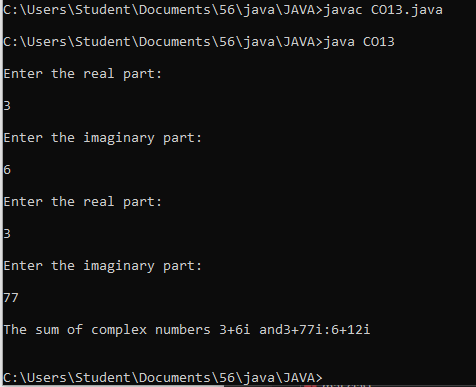 C:\Users\Student\Documents\56\java\JAVA>javac CO13.java
C:\Users\Student\Documents\56\java\JAVA>java CO13
Enter the real part:
3
Enter the imaginary part:
6
Enter the real part:
3
Enter the imaginary part:
77
The sum of complex numbers 3+6i and3+77i:6+12i
C:\Users\Student\Documents\56\java\JAVA>